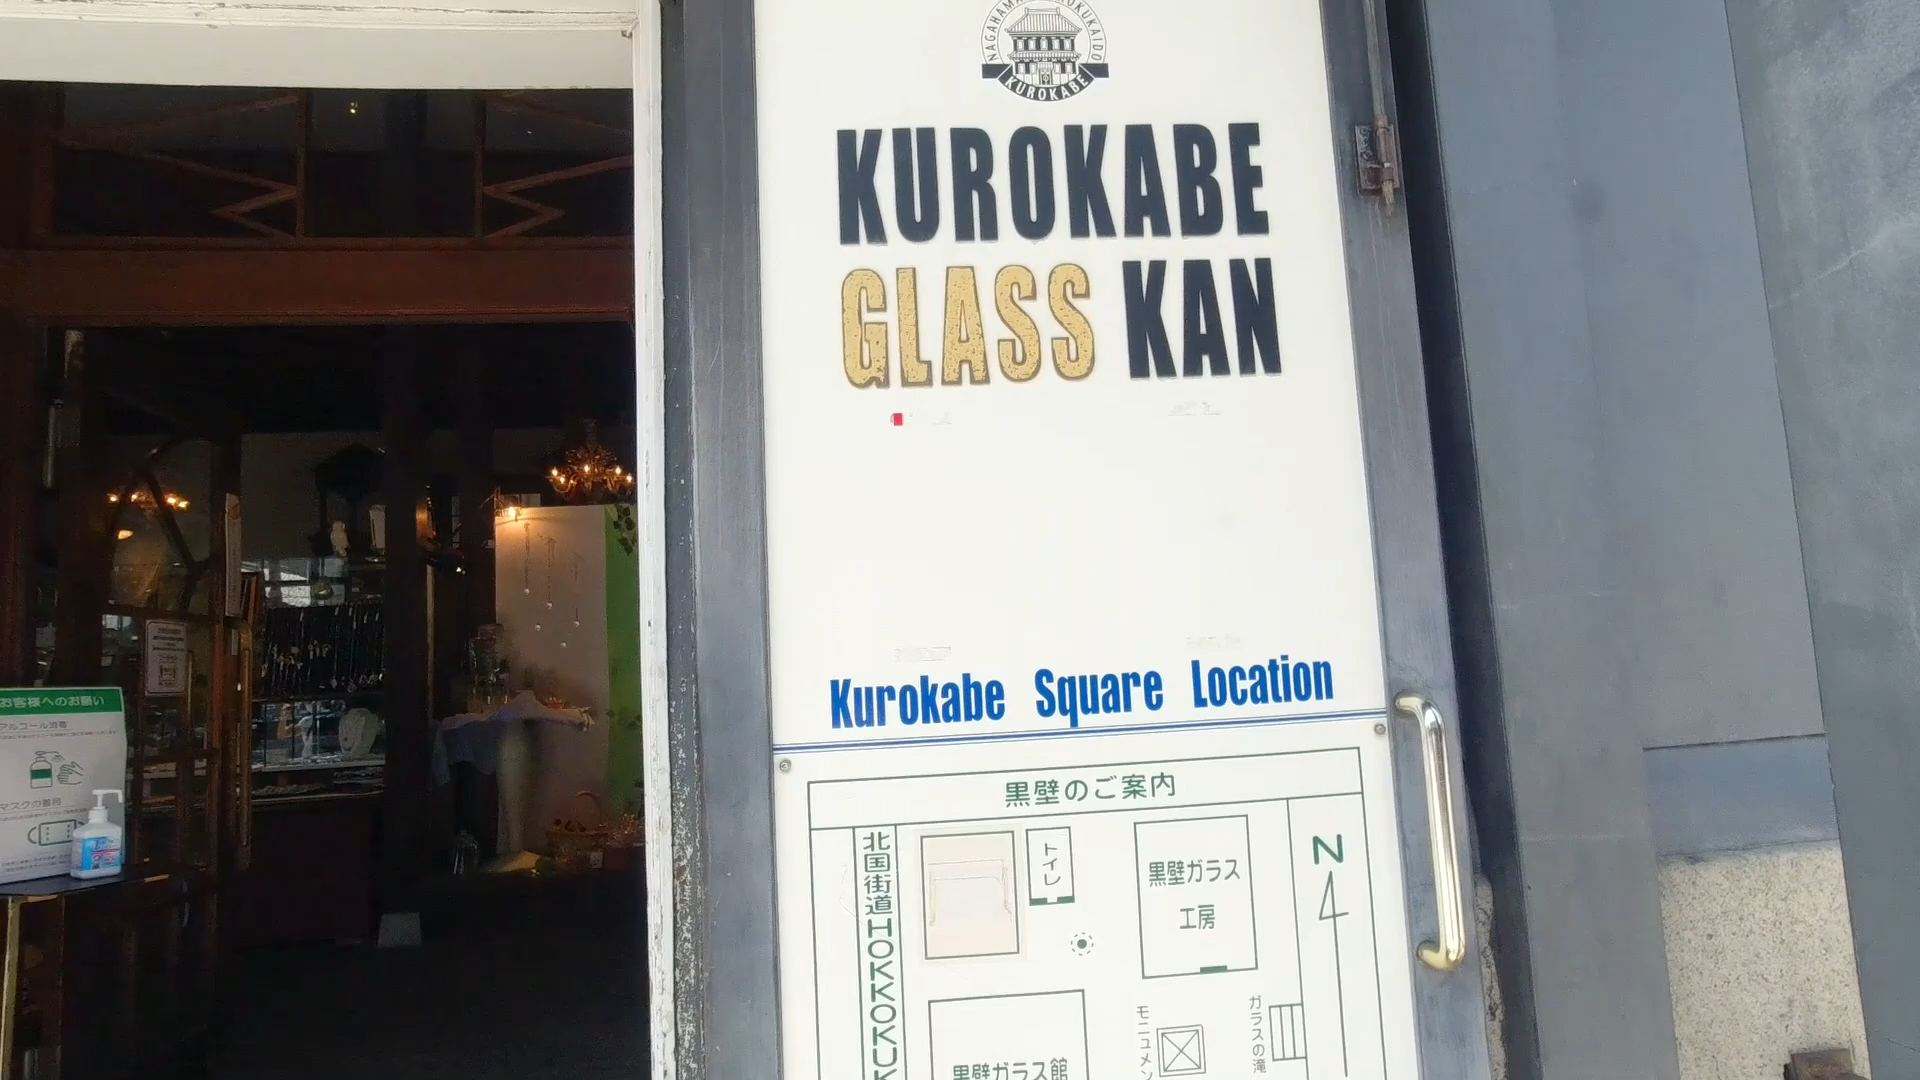 KUROKABE
KUROKABE
GLASS KAN
Kurokabe Square Location
黒壁のご案内
北国街道 HOKKOKUK
トイレ
黒壁ガラス
工房
N
黒壁ガラス館
モニュメン
ガラスの滝
お客様へのお願い
アルコール消毒
マスクの着用